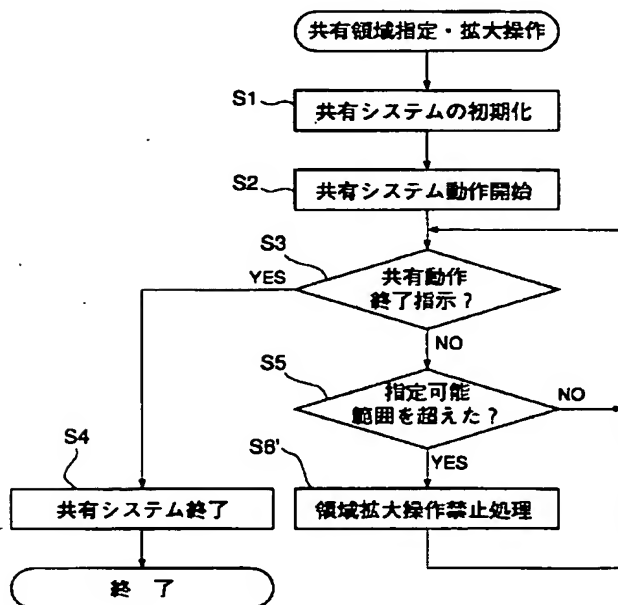 共有領域指定・拡大操作
S1
共有システムの初期化
S2
共有システム動作開始
S3
YES
共有動作
終了指示?
NO
S5
指定可能
範囲を超えた?
NO
YES
S4
S6'
共有システム終了
領域拡大操作禁止処理
終 了